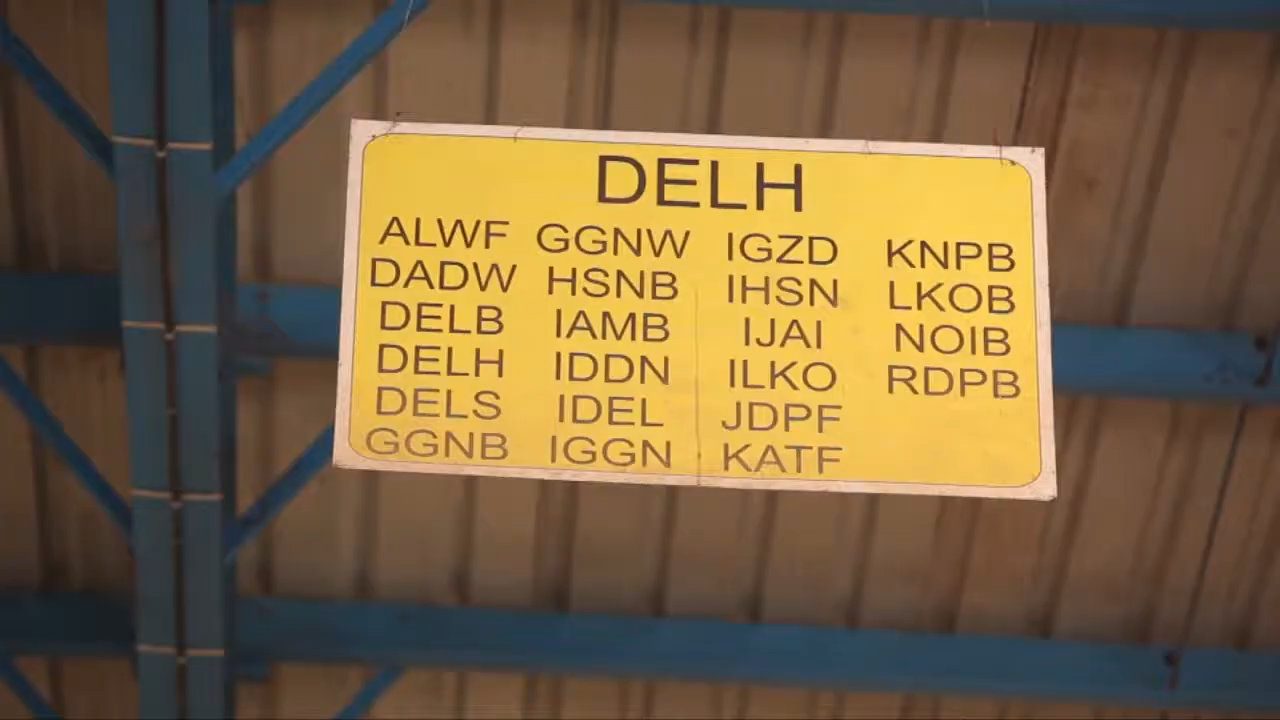 DELH
ALWF GGNW IGZD KNPB
DADW HSNB IHSN LKOB
DELB IAMB IJAI NOIB
DELH IDDN ILKO RDPB
DELS IDEL JDPF
GGNB IGGN KATF